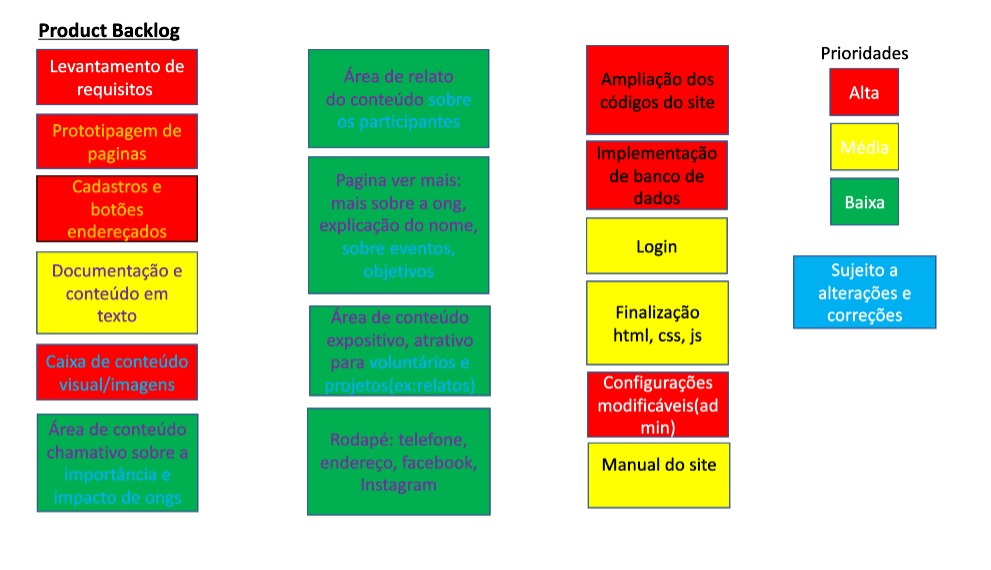 Product Backlog
Levantamento de
requisitos
Prototipagem de
paginas
Cadastros e
botões
endereçados
Documentação e
conteúdo em
texto
Caixa de conteúdo
visual/imagens
Área de conteúdo
chamativo sobre a
importância e
impacto de ongs
Área de relato
do conteúdo sobre
os participantes
Pagina ver mais:
mais sobre a ong,
explicação do nome,
sobre eventos,
objetivos
Área de conteúdo
expositivo, atrativo
para voluntários e
projetos(ex:relatos)
Rodapé: telefone,
endereço, facebook,
Instagram
Ampliação dos
códigos do site
Implementação
de banco de
dados
Login
Finalização
html, css, js
Configurações
modificáveis(ad
min)
Manual do site
Prioridades
Alta
Média
Baixa
Sujeito a
alterações e
correções